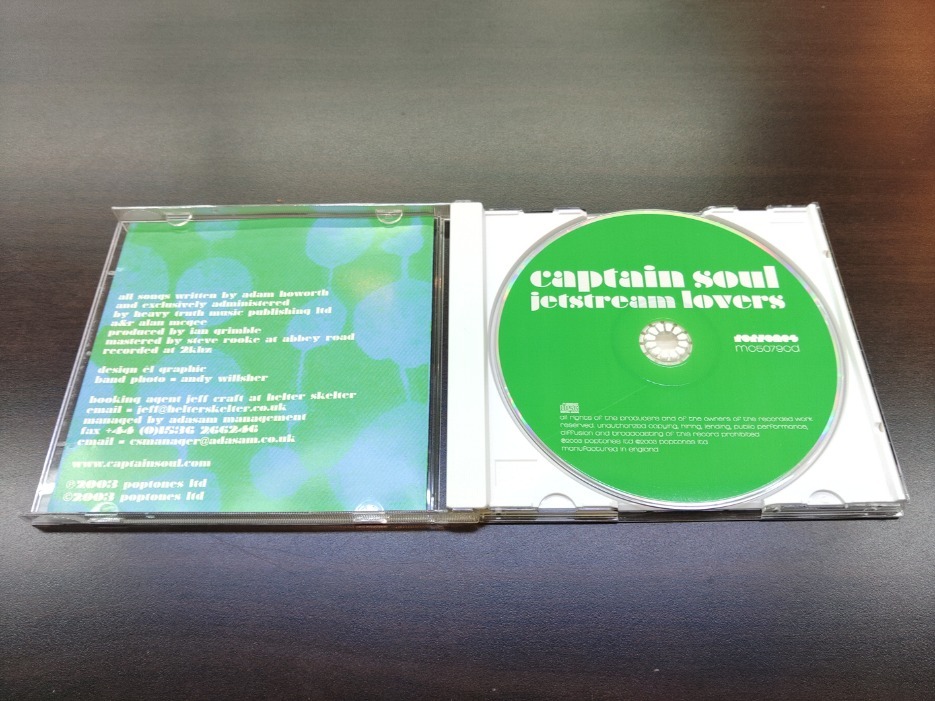 all songs written by adam howorth
and exclusively administered
by heavy truth music publishing ltd
a&r alan mcgee
produced by ian grimble
mastered by steve rooke at abbey road
recorded at 2khz
design él graphic
band photo = andy willsher
booking agent jeff craft at helter skelter
email = jeff@helterskelter.co.uk
managed by adasam management
fax +44 (0)1536 266246
email = csmanager@adasam.co.uk
www.captainsoul.com
℗2003 poptones ltd
©2003 poptones ltd
captain soul
jetstream lovers
poptones
mc5079cd
all rights of the producers and of the owners of the recorded work
reserved. unauthorized copying, hiring, lending, public performance,
diffusion and broadcasting of this record prohibited
℗2003 poptones ltd ©2003 poptones ltd
manufactured in england